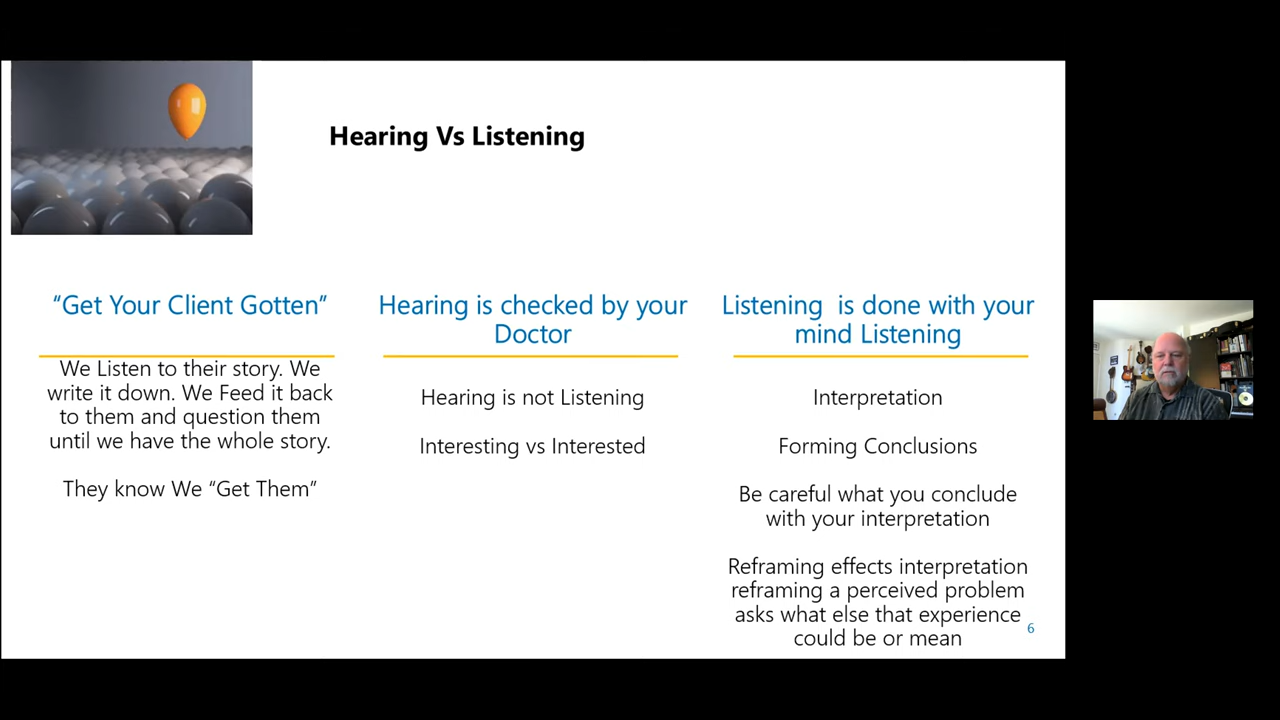 Hearing Vs Listening
“Get Your Client Gotten”
We Listen to their story. We
write it down. We Feed it back
to them and question them
until we have the whole story.
They know We “Get Them”
Hearing is checked by your
Doctor
Hearing is not Listening
Interesting vs Interested
Listening  is done with your
mind Listening
Interpretation
Forming Conclusions
Be careful what you conclude
with your interpretation
Reframing effects interpretation
reframing a perceived problem
asks what else that experience
could be or mean
6